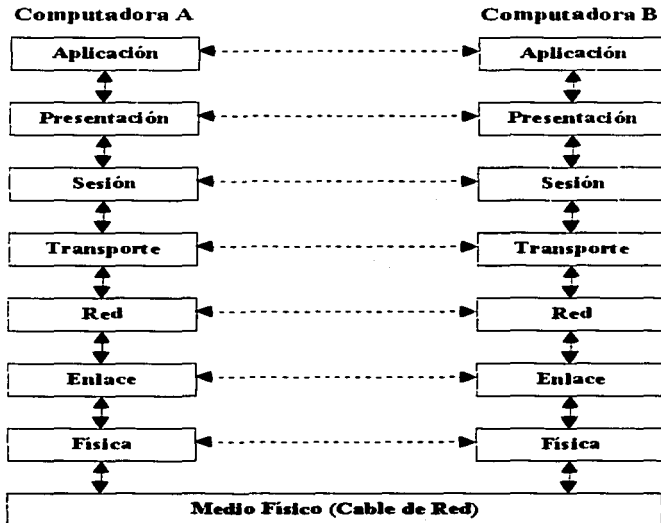 Computadora A Computadora B
Aplicación Aplicación
Presentación Presentación
Sesión Sesión
Transporte Transporte
Red Red
Enlace Enlace
Física Física
Medio Físico (Cable de Red)